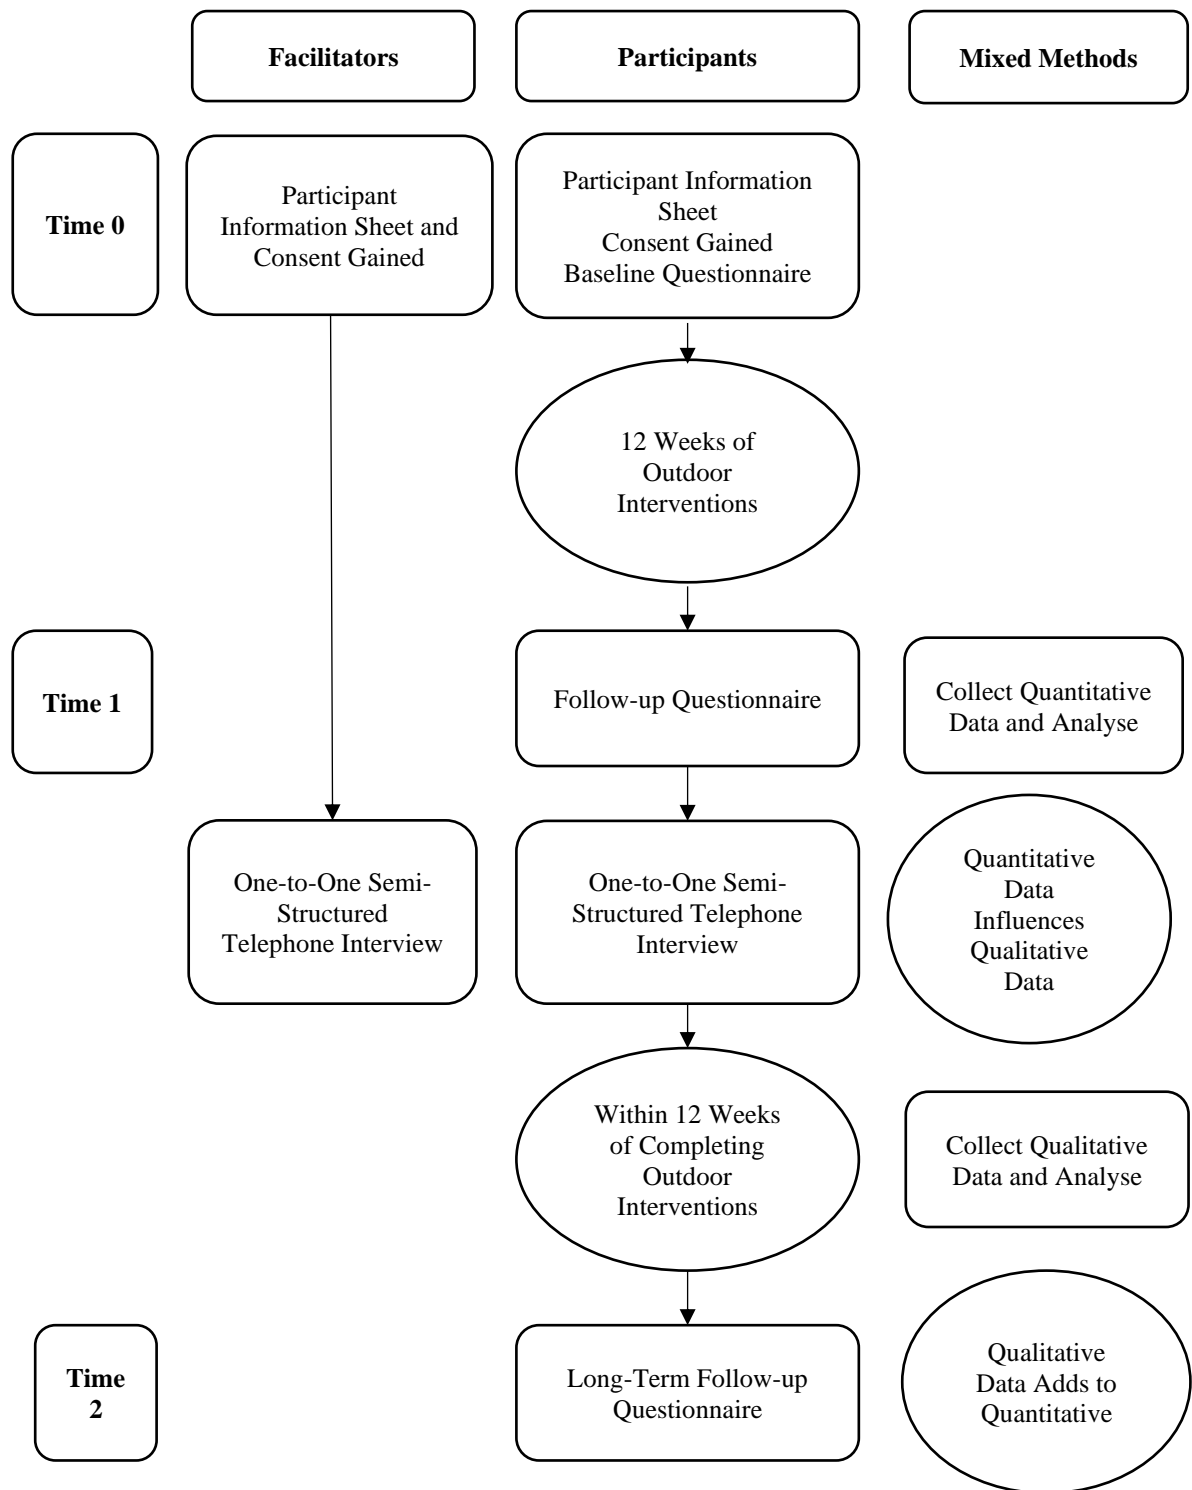 Facilitators
Participants
Mixed Methods
Time 0
Participant
Information Sheet and
Consent Gained
Participant Information
Sheet
Consent Gained
Baseline Questionnaire
12 Weeks of
Outdoor
Interventions
Time 1
Follow-up Questionnaire
Collect Quantitative
Data and Analyse
One-to-One Semi-
Structured
Telephone Interview
One-to-One Semi-
Structured Telephone
Interview
Quantitative
Data
Influences
Qualitative
Data
Within 12 Weeks
of Completing
Outdoor
Interventions
Collect Qualitative
Data and Analyse
Time
2
Long-Term Follow-up
Questionnaire
Qualitative
Data Adds to
Quantitative